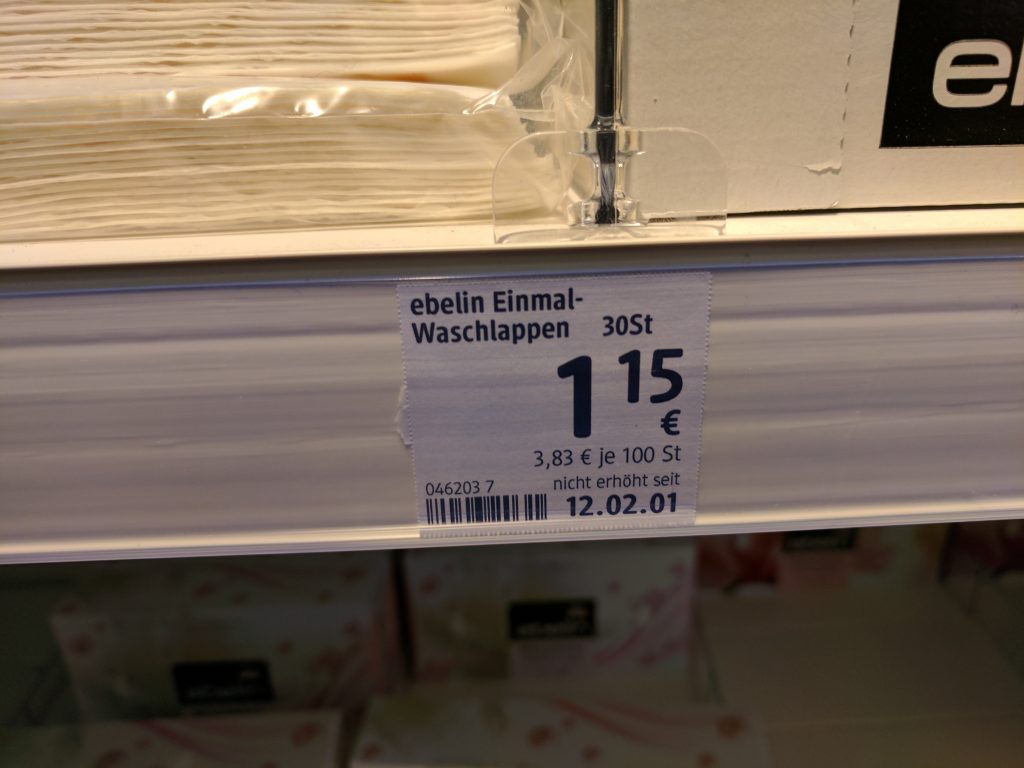 el
ebelin Einmal-
Waschlappen 30St
1 15
€
3,83 € je 100 St
046203 7 nicht erhöht seit
12.02.01